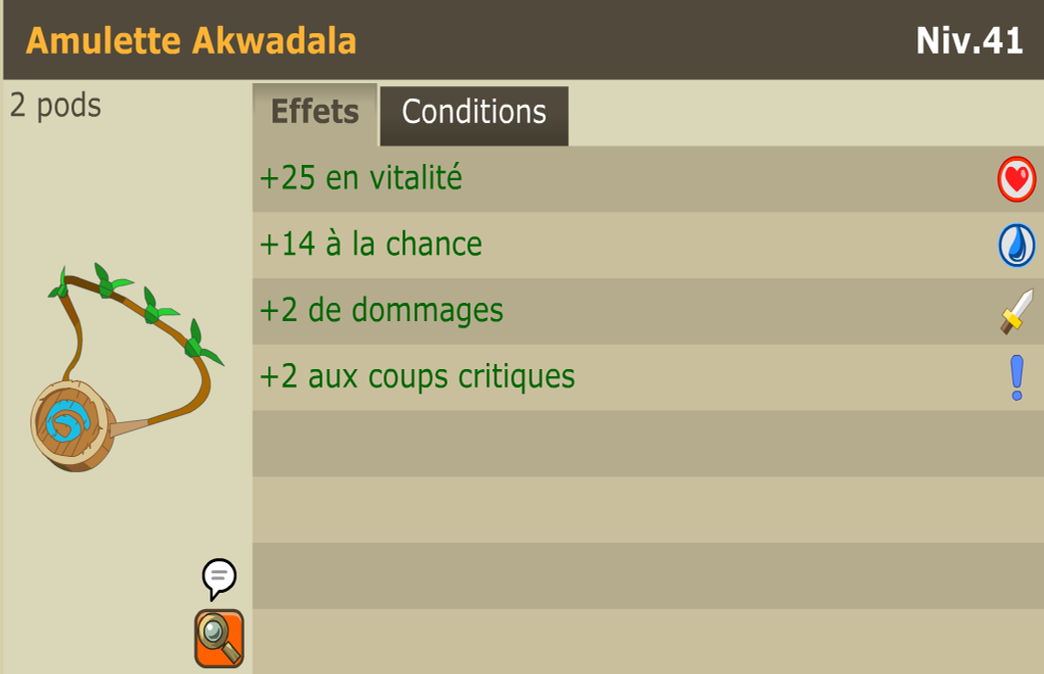 Amulette Akwadala
Niv.41
2 pods
Effets
Conditions
+25 en vitalité
+14 à la chance
+2 de dommages
+2 aux coups critiques